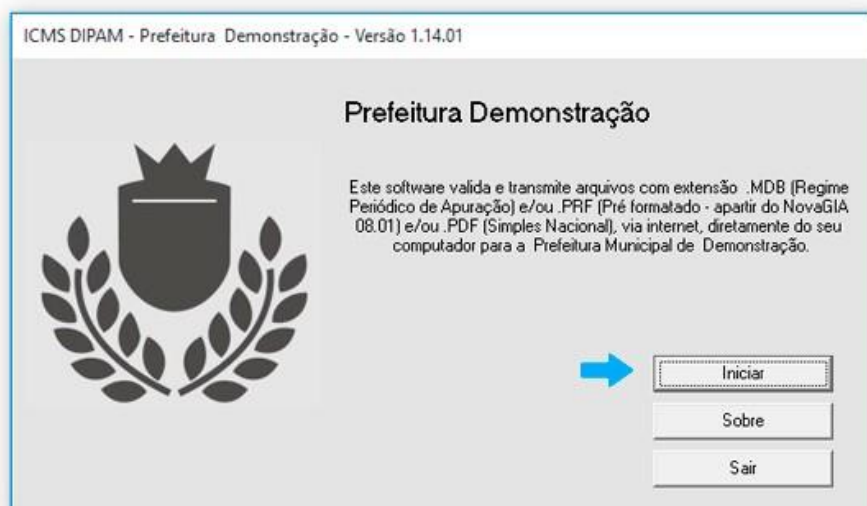 ICMS DIPAM - Prefeitura  Demonstração - Versão 1.14.01
Prefeitura Demonstração
Este software valida e transmite arquivos com extensão  .MDB (Regime
Periódico de Apuração) e/ou .PRF (Pré formatado - apartir do NovaGIA
08.01) e/ou .PDF (Simples Nacional), via internet, diretamente do seu
computador para a  Prefeitura Municipal de  Demonstração.
Iniciar
Sobre
Sair